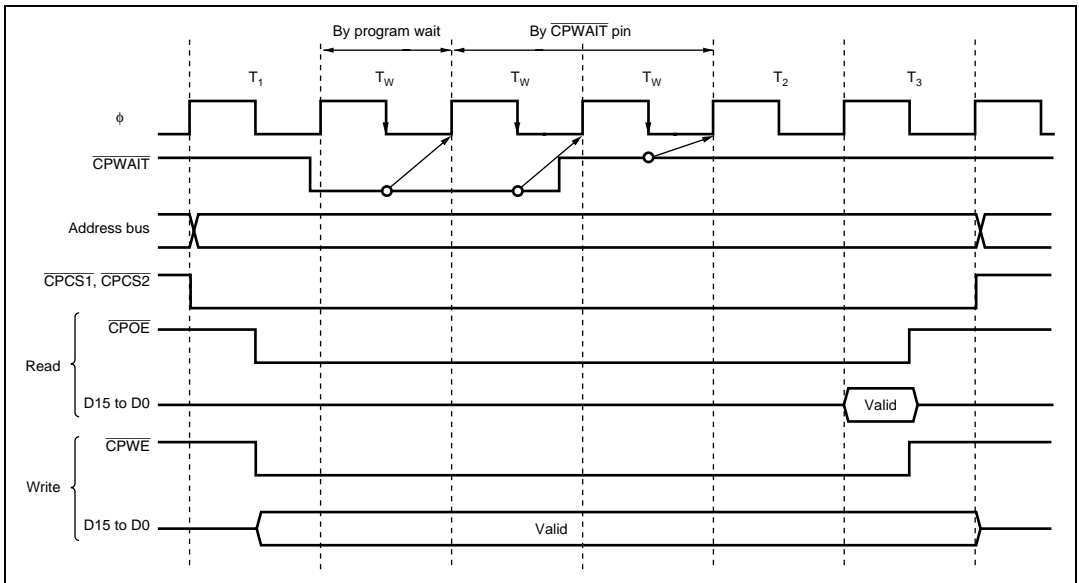 By program wait By CPWAIT pin
T1 TW TW TW T2 T3
ϕ
CPWAIT
Address bus
CPCS1, CPCS2
CPOE
Read
D15 to D0 Valid
CPWE
Write
D15 to D0 Valid